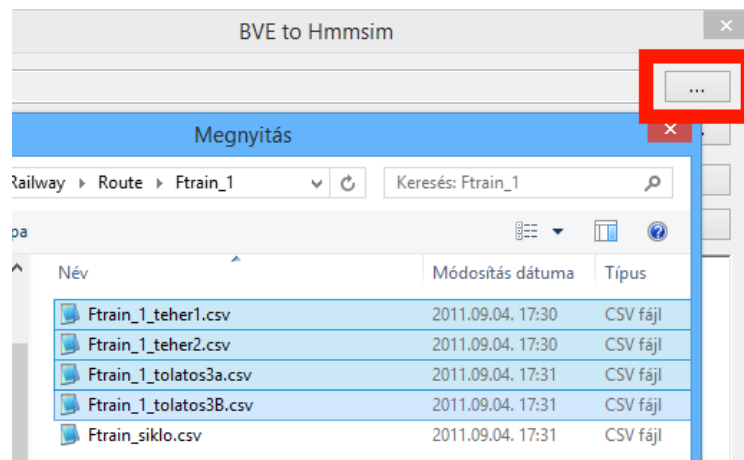 BVE to Hmmsim
...
Megnyitás
Railway Route Ftrain_1 Keresés: Ftrain_1
pa
Név Módosítás dátuma Típus
Ftrain_1_teher1.csv 2011.09.04. 17:30 CSV fájl
Ftrain_1_teher2.csv 2011.09.04. 17:30 CSV fájl
Ftrain_1_tolatos3a.csv 2011.09.04. 17:31 CSV fájl
Ftrain_1_tolatos3B.csv 2011.09.04. 17:31 CSV fájl
Ftrain_siklo.csv 2011.09.04. 17:31 CSV fájl